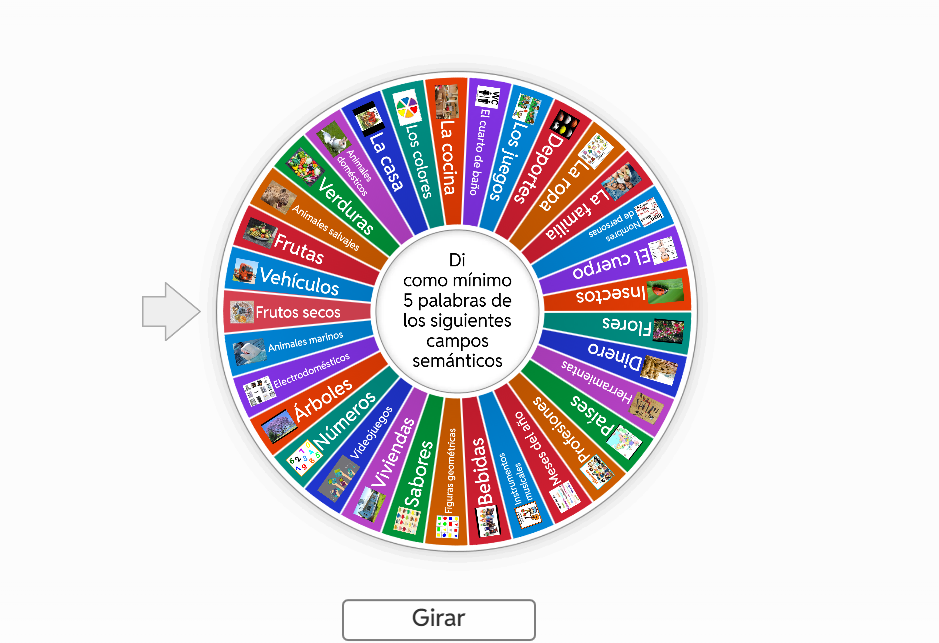 Di
como mínimo
5 palabras de
los siguientes
campos
semánticos
Frutos secos
Vehículos
Frutas
Animales salvajes
Verduras
Animales
domésticos
La casa
Los colores
La cocina
El cuarto de baño
WC
Los juegos
Deportes
La ropa
La familia
Nombres
de personas
El cuerpo
Insectos
Flores
Dinero
Herramientas
Países
Profesiones
Meses del año
Instrumentos
musicales
Bebidas
Figuras geométricas
Sabores
Viviendas
Videojuegos
Números
Árboles
Electrodomésticos
Animales marinos
Girar